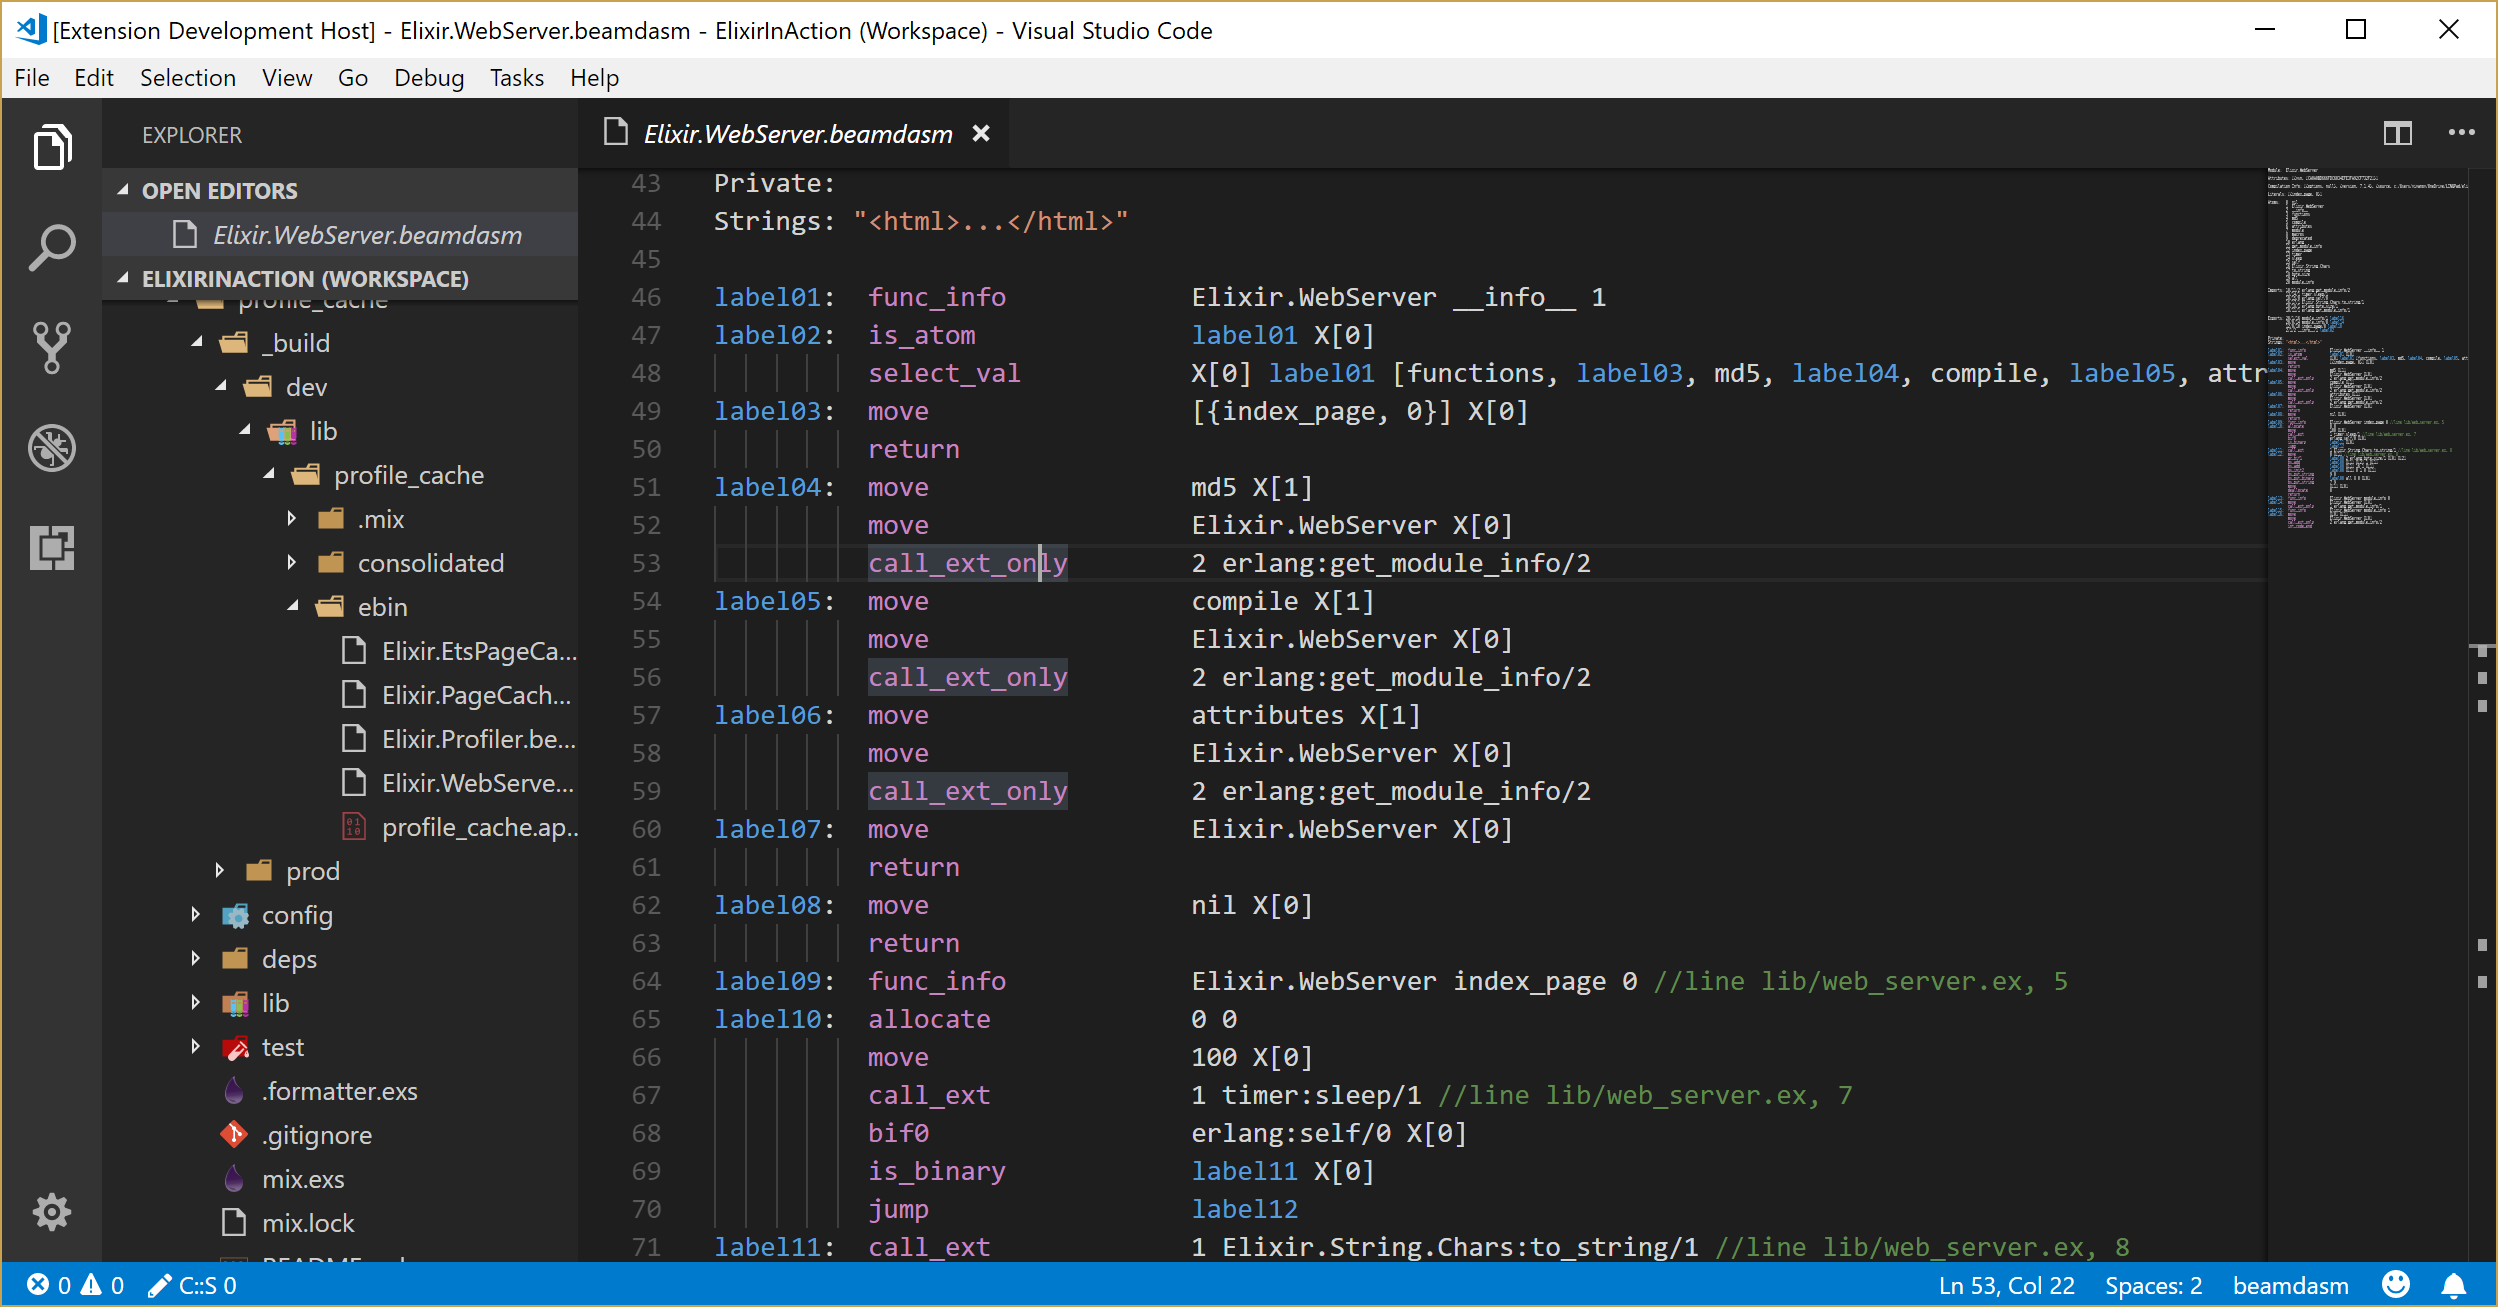 [Extension Development Host] - Elixir.WebServer.beamdasm - ElixirInAction (Workspace) - Visual Studio Code
File Edit Selection View Go Debug Tasks Help
EXPLORER
OPEN EDITORS
Elixir.WebServer.beamdasm
ELIXIRINACTION (WORKSPACE)
profile_cache
_build
dev
lib
profile_cache
.mix
consolidated
ebin
Elixir.EtsPageCa...
Elixir.PageCach...
Elixir.Profiler.be...
Elixir.WebServe...
profile_cache.ap..
prod
config
deps
lib
test
.formatter.exs
.gitignore
mix.exs
mix.lock
Elixir.WebServer.beamdasm
43 Private:
44 Strings: "<html>...</html>"
45
46 label01: func_info Elixir.WebServer __info__ 1
47 label02: is_atom label01 X[0]
48 select_val X[0] label01 [functions, label03, md5, label04, compile, label05, attr
49 label03: move [{index_page, 0}] X[0]
50 return
51 label04: move md5 X[1]
52 move Elixir.WebServer X[0]
53 call_ext_only 2 erlang:get_module_info/2
54 label05: move compile X[1]
55 move Elixir.WebServer X[0]
56 call_ext_only 2 erlang:get_module_info/2
57 label06: move attributes X[1]
58 move Elixir.WebServer X[0]
59 call_ext_only 2 erlang:get_module_info/2
60 label07: move Elixir.WebServer X[0]
61 return
62 label08: move nil X[0]
63 return
64 label09: func_info Elixir.WebServer index_page 0 //line lib/web_server.ex, 5
65 label10: allocate 0 0
66 move 100 X[0]
67 call_ext 1 timer:sleep/1 //line lib/web_server.ex, 7
68 bif0 erlang:self/0 X[0]
69 is_binary label11 X[0]
70 jump label12
71 label11: call_ext 1 Elixir.String.Chars:to_string/1 //line lib/web_server.ex, 8
0 0 C::S 0 Ln 53, Col 22 Spaces: 2 beamdasm